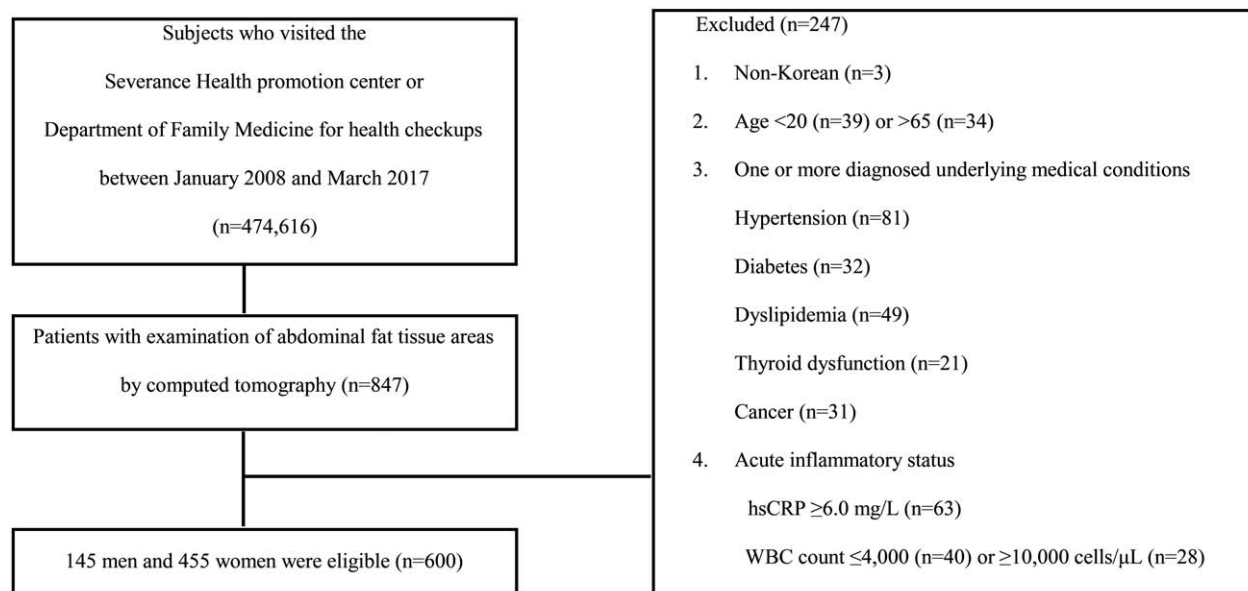 Subjects who visited the
Severance Health promotion center or
Department of Family Medicine for health checkups
between January 2008 and March 2017
(n=474,616)
Patients with examination of abdominal fat tissue areas
by computed tomography (n=847)
145 men and 455 women were eligible (n=600)
Excluded (n=247)
1. Non-Korean (n=3)
2. Age <20 (n=39) or >65 (n=34)
3. One or more diagnosed underlying medical conditions
Hypertension (n=81)
Diabetes (n=32)
Dyslipidemia (n=49)
Thyroid dysfunction (n=21)
Cancer (n=31)
4. Acute inflammatory status
hsCRP ≥6.0 mg/L (n=63)
WBC count ≤4,000 (n=40) or ≥10,000 cells/μL (n=28)